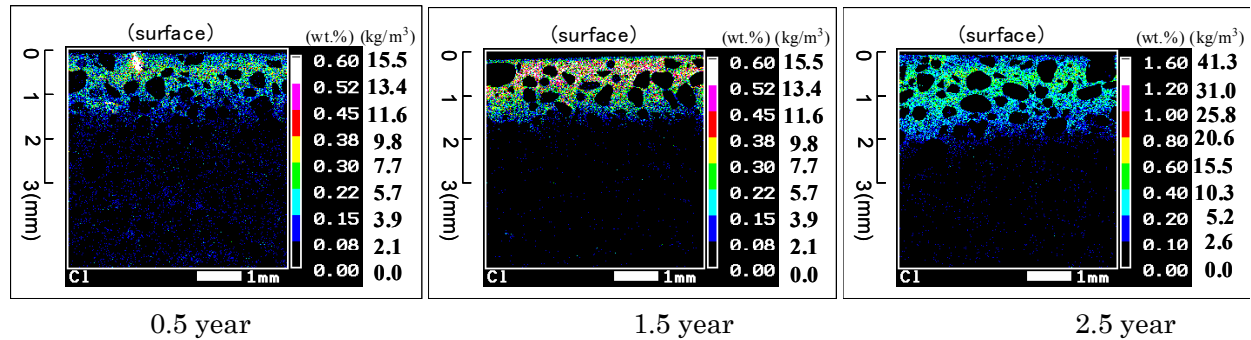 (surface)
(wt.%) (kg/m³)
0
1
2
3(mm)
0.60 15.5
0.52 13.4
0.45 11.6
0.38 9.8
0.30 7.7
0.22 5.7
0.15 3.9
0.08 2.1
0.00 0.0
Cl
1mm
0.5 year
(surface)
(wt.%) (kg/m³)
0
1
2
3(mm)
0.60 15.5
0.52 13.4
0.45 11.6
0.38 9.8
0.30 7.7
0.22 5.7
0.15 3.9
0.08 2.1
0.00 0.0
Cl
1mm
1.5 year
(surface)
(wt.%) (kg/m³)
0
1
2
3(mm)
1.60 41.3
1.20 31.0
1.00 25.8
0.80 20.6
0.60 15.5
0.40 10.3
0.20 5.2
0.10 2.6
0.00 0.0
Cl
1mm
2.5 year